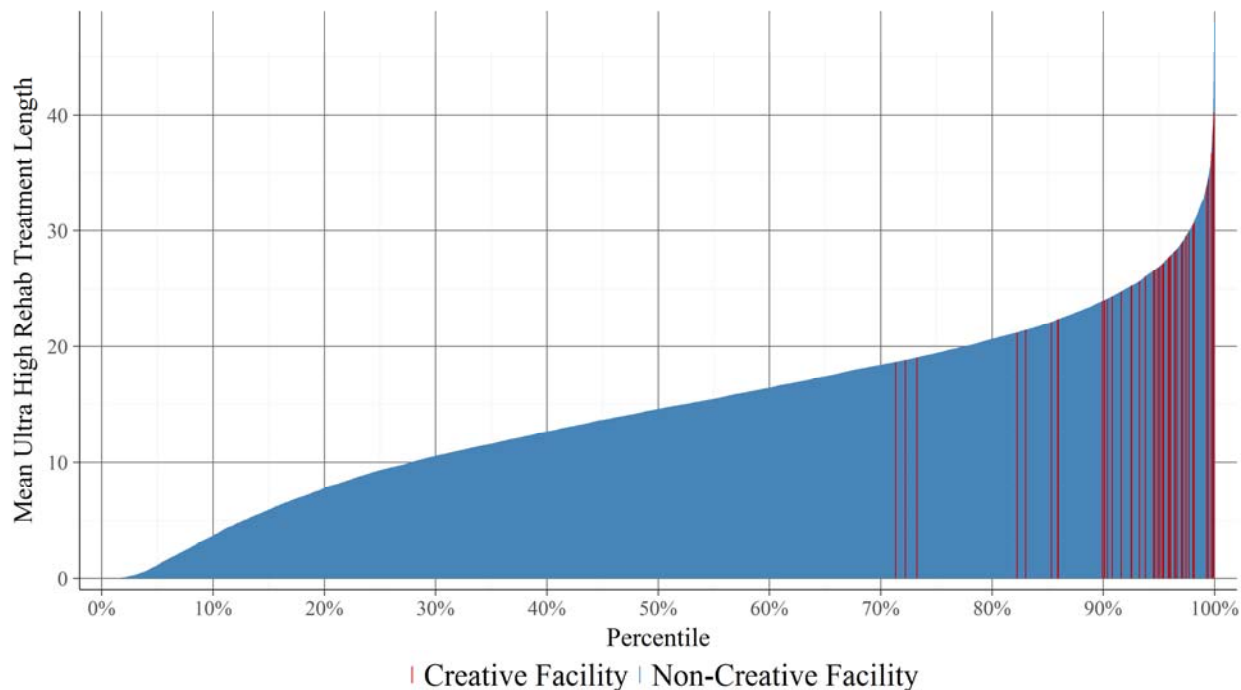 Mean Ultra High Rehab Treatment Length
40
30
20
10
0
0% 10% 20% 30% 40% 50% 60% 70% 80% 90% 100%
Percentile
Creative Facility Non-Creative Facility